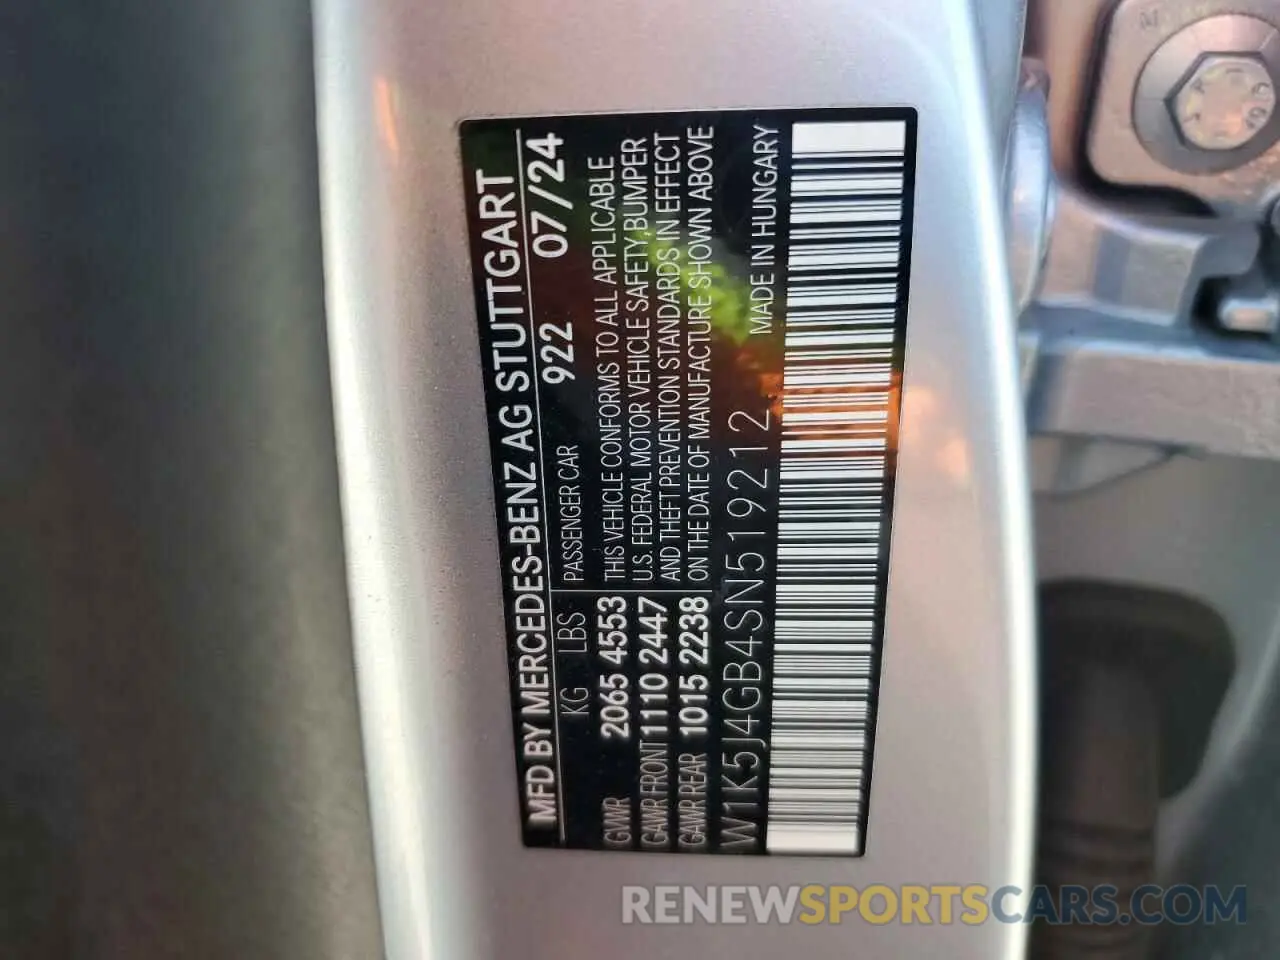 MFD BY MERCEDES-BENZ AG STUTTGART
KG LBS 922 07/24
PASSENGER CAR
GVWR 2065 4553 THIS VEHICLE CONFORMS TO ALL APPLICABLE
GAWR FRONT 1110 2447 U.S. FEDERAL MOTOR VEHICLE SAFETY, BUMPER
GAWR REAR 1015 2238 AND THEFT PREVENTION STANDARDS IN EFFECT
ON THE DATE OF MANUFACTURE SHOWN ABOVE
W1K5J4GB4SN519212 MADE IN HUNGARY
RENEWSPORTSCARS.COM